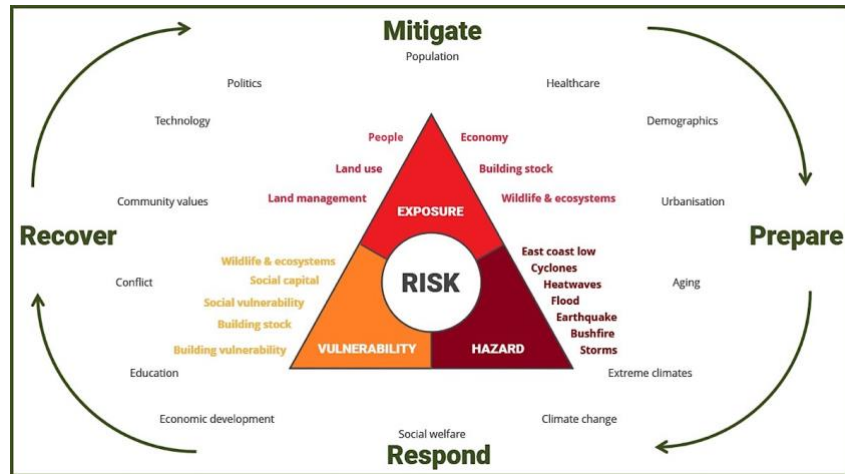 Mitigate
Population
Politics
Healthcare
Technology
Demographics
People
Economy
Land use
Building stock
Land management
Wildlife & ecosystems
Community values
Urbanisation
EXPOSURE
Recover
Prepare
Wildlife & ecosystems
Social capital
Social vulnerability
Building stock
Building vulnerability
RISK
East coast low
Cyclones
Heatwaves
Flood
Earthquake
Bushfire
Storms
Conflict
Aging
VULNERABILITY
HAZARD
Education
Extreme climates
Economic development
Climate change
Social welfare
Respond